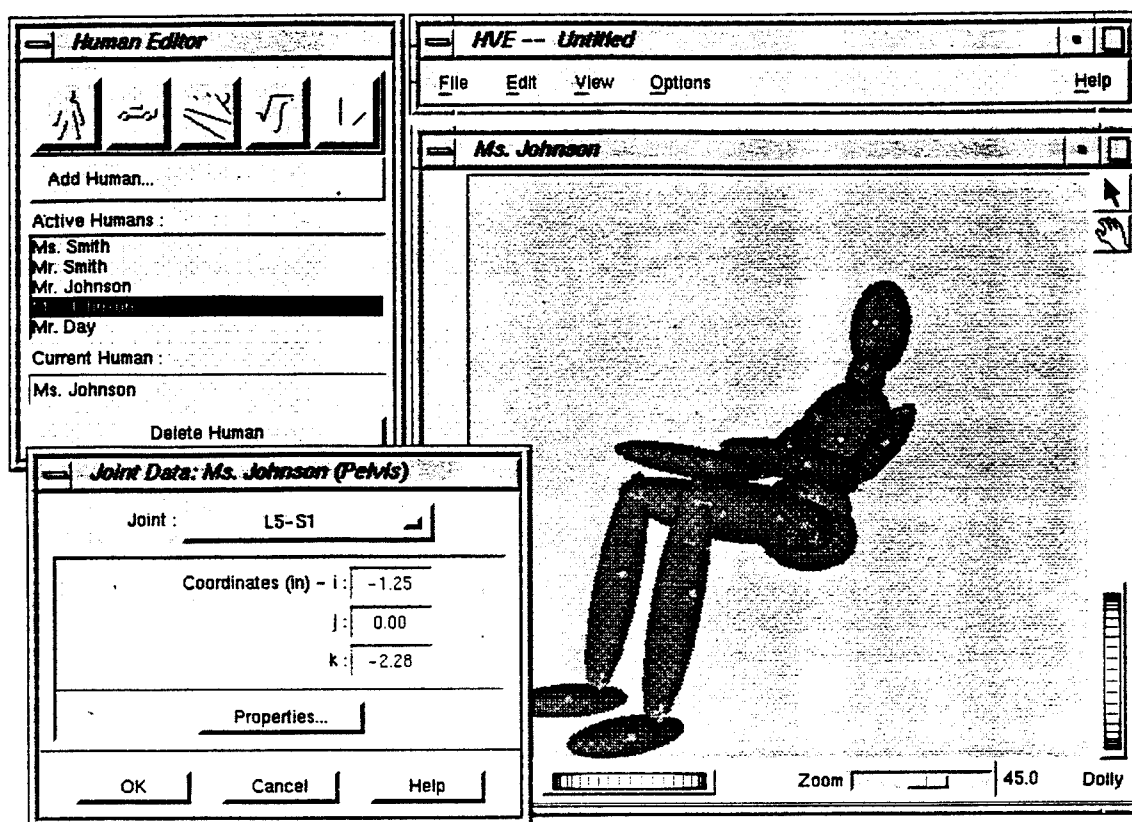 Human Editor
Add Human...
Active Humans :
Ms. Smith
Mr. Smith
Mr. Johnson
Mr. Day
Current Human :
Ms. Johnson
Delete Human
HVE -- Untitled
File Edit View Options Help
Ms. Johnson
Zoom 45.0 Dolly
Joint Data: Ms. Johnson (Pelvis)
Joint : L5-S1
Coordinates (in) - i : -1.25
j : 0.00
k : -2.28
Properties...
OK Cancel Help